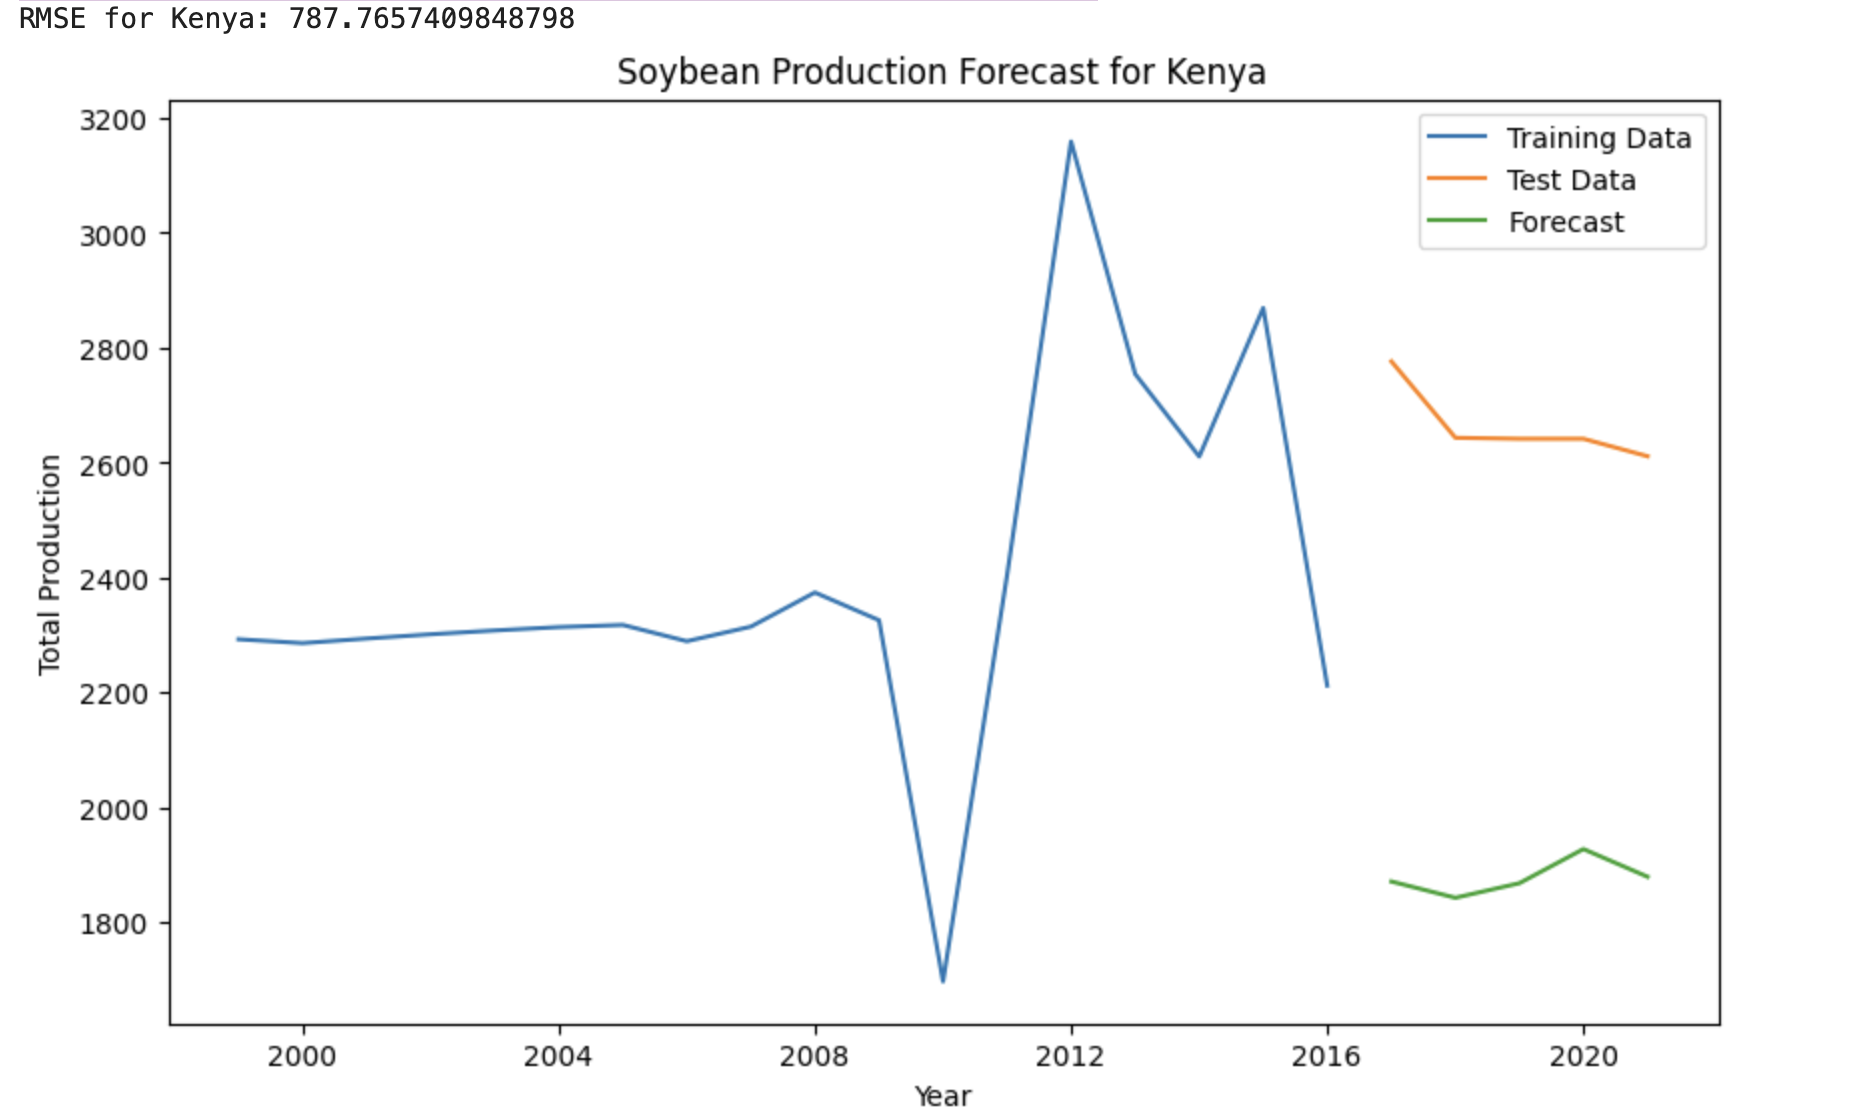 RMSE for Kenya: 787.7657409848798
Soybean Production Forecast for Kenya
3200
3000
2800
2600
2400
2200
2000
1800
Total Production
Training Data
Test Data
Forecast
2000 2004 2008 2012 2016 2020
Year